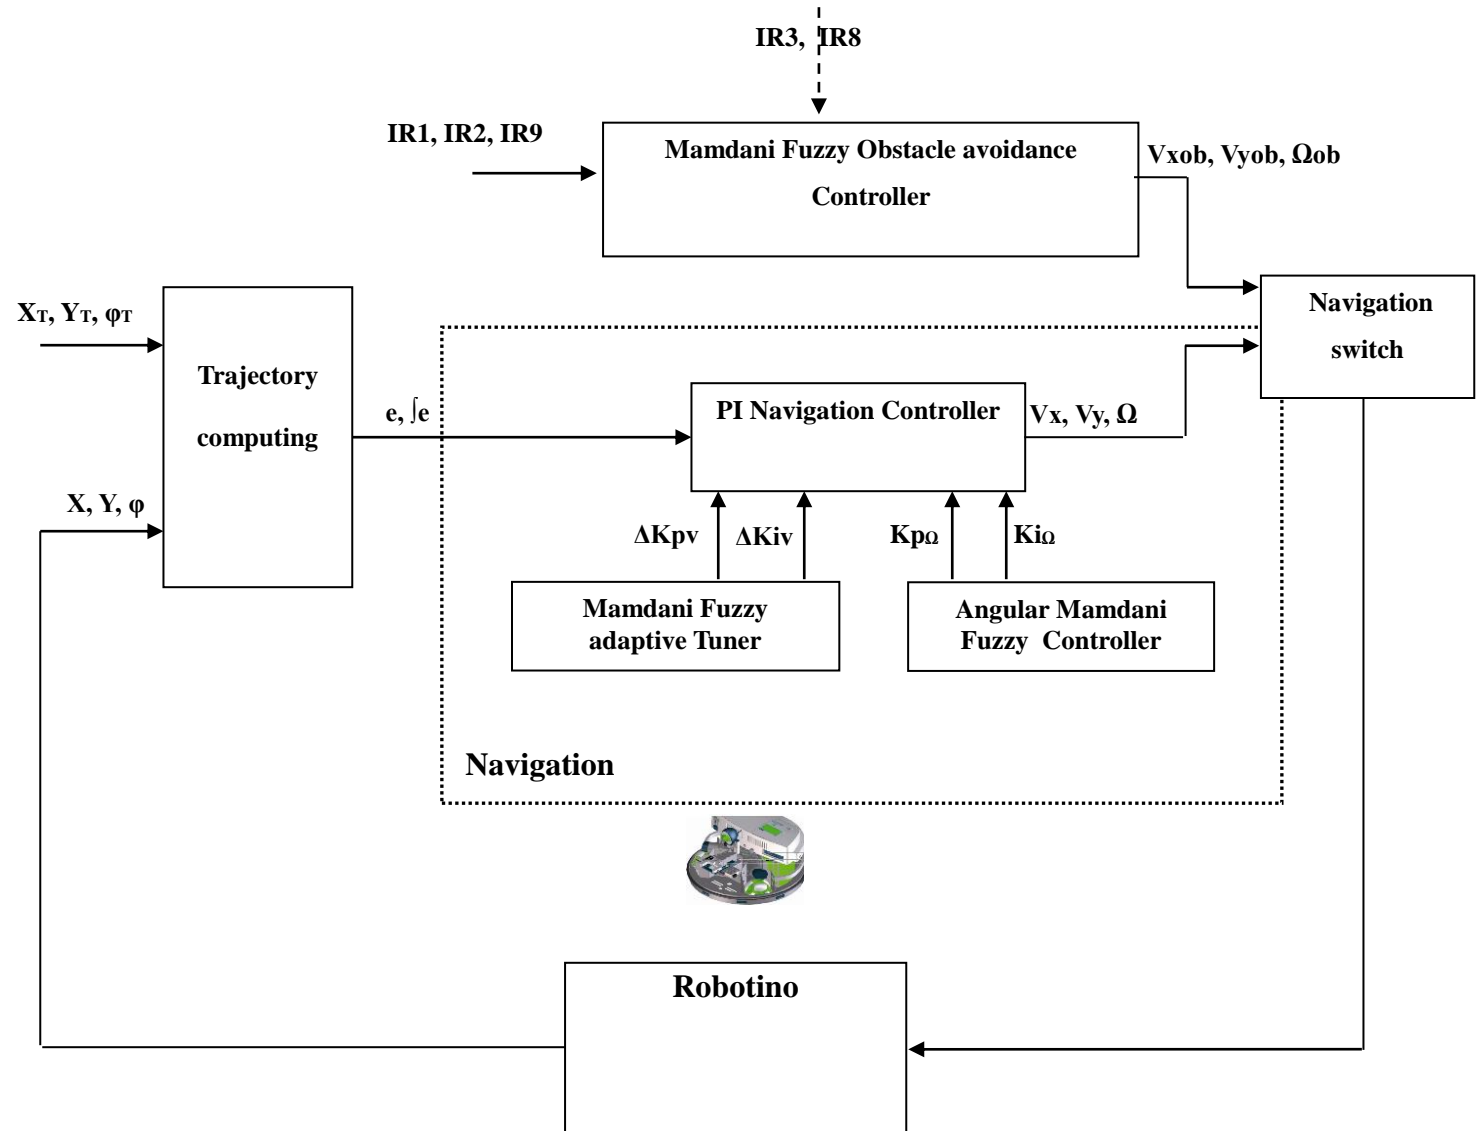 IR3, IR8
IR1, IR2, IR9
Mamdani Fuzzy Obstacle avoidance
Controller
Vxob, Vyob, Ωob
Navigation
switch
XT, YT, φT
Trajectory
computing
e, ∫e
PI Navigation Controller
Vx, Vy, Ω
X, Y, φ
ΔKpv
ΔKiv
KpΩ
KiΩ
Mamdani Fuzzy
adaptive Tuner
Angular Mamdani
Fuzzy Controller
Navigation
Robotino